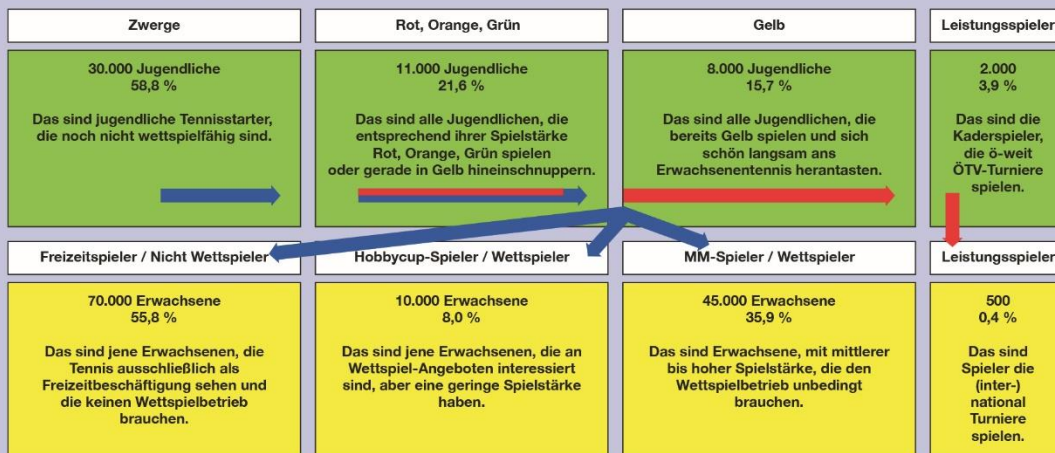 Zwerge
30.000 Jugendliche
58,8 %
Das sind jugendliche Tennisstarter,
die noch nicht wettspielfähig sind.
Rot, Orange, Grün
11.000 Jugendliche
21,6 %
Das sind alle Jugendlichen, die
entsprechend ihrer Spielstärke
Rot, Orange, Grün spielen
oder gerade in Gelb hineinschnuppern.
Gelb
8.000 Jugendliche
15,7 %
Das sind alle Jugendlichen, die
bereits Gelb spielen und sich
schön langsam ans
Erwachsenentennis herantasten.
Leistungsspieler
2.000
3,9 %
Das sind die
Kaderspieler,
die ö-weit
ÖTV-Turniere
spielen.
Freizeitspieler / Nicht Wettspieler
70.000 Erwachsene
55,8 %
Das sind jene Erwachsenen, die
Tennis ausschließlich als
Freizeitbeschäftigung sehen und
die keinen Wettspielbetrieb
brauchen.
Hobbycup-Spieler / Wettspieler
10.000 Erwachsene
8,0 %
Das sind jene Erwachsenen, die an
Wettspiel-Angeboten interessiert
sind, aber eine geringe Spielstärke
haben.
MM-Spieler / Wettspieler
45.000 Erwachsene
35,9 %
Das sind Erwachsene, mit mittlerer
bis hoher Spielstärke, die den
Wettspielbetrieb unbedingt
brauchen.
Leistungsspieler
500
0,4 %
Das sind
Spieler die
(inter-)
national
Turniere
spielen.